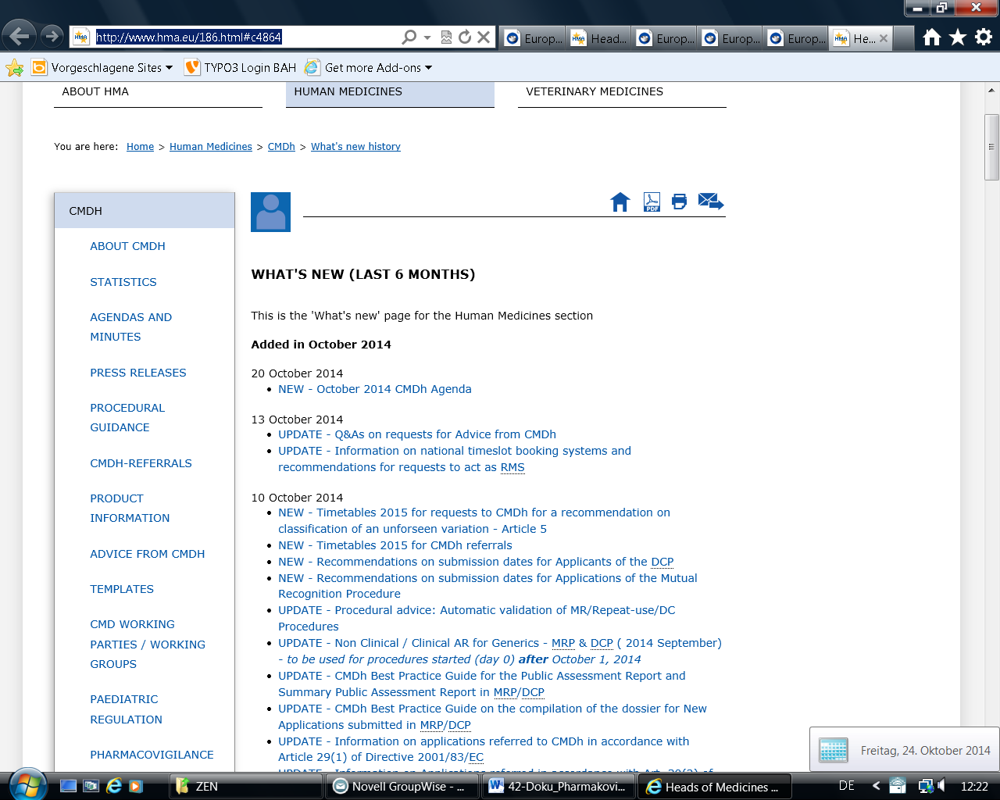 http://www.hma.eu/186.html#c4864
Europ...
Head...
Europ...
Europ...
Europ...
He...
Vorgeschlagene Sites
TYPO3 Login BAH
Get more Add-ons
ABOUT HMA
HUMAN MEDICINES
VETERINARY MEDICINES
You are here: Home > Human Medicines > CMDh > What's new history
CMDH
ABOUT CMDH
STATISTICS
AGENDAS AND
MINUTES
PRESS RELEASES
PROCEDURAL
GUIDANCE
CMDH-REFERRALS
PRODUCT
INFORMATION
ADVICE FROM CMDH
TEMPLATES
CMD WORKING
PARTIES / WORKING
GROUPS
PAEDIATRIC
REGULATION
PHARMACOVIGILANCE
PDF
WHAT'S NEW (LAST 6 MONTHS)
This is the 'What's new' page for the Human Medicines section
Added in October 2014
20 October 2014
NEW - October 2014 CMDh Agenda
13 October 2014
UPDATE - Q&As on requests for Advice from CMDh
UPDATE - Information on national timeslot booking systems and
recommendations for requests to act as RMS
10 October 2014
NEW - Timetables 2015 for requests to CMDh for a recommendation on
classification of an unforseen variation - Article 5
NEW - Timetables 2015 for CMDh referrals
NEW - Recommendations on submission dates for Applicants of the DCP
NEW - Recommendations on submission dates for Applications of the Mutual
Recognition Procedure
UPDATE - Procedural advice: Automatic validation of MR/Repeat-use/DC
Procedures
UPDATE - Non Clinical / Clinical AR for Generics - MRP & DCP ( 2014 September)
- to be used for procedures started (day 0) after October 1, 2014
UPDATE - CMDh Best Practice Guide for the Public Assessment Report and
Summary Public Assessment Report in MRP/DCP
UPDATE - CMDh Best Practice Guide on the compilation of the dossier for New
Applications submitted in MRP/DCP
UPDATE - Information on applications referred to CMDh in accordance with
Article 29(1) of Directive 2001/83/EC
UPDATE - Information on Applications referred in accordance with Art. 29(2) of
Freitag, 24. Oktober 2014
ZEN
Novell GroupWise - ...
42-Doku_Pharmakovi...
Heads of Medicines ...
DE
12:22